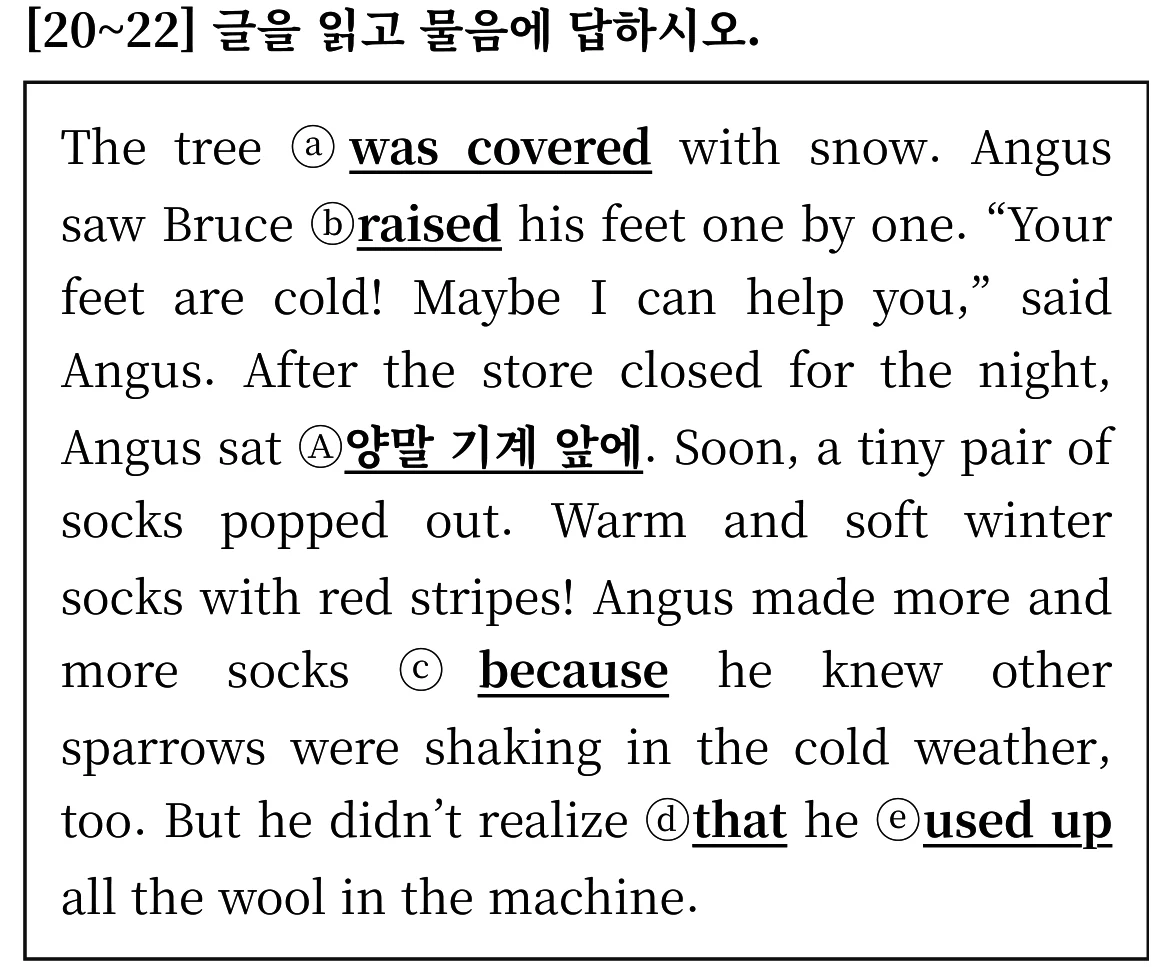 [20~22] 글을 읽고 물음에 답하시오.
The tree ⓐ was covered with snow. Angus
saw Bruce ⓑraised his feet one by one. “Your
feet are cold! Maybe I can help you,” said
Angus. After the store closed for the night,
Angus sat Ⓐ양말 기계 앞에. Soon, a tiny pair of
socks popped out. Warm and soft winter
socks with red stripes! Angus made more and
more socks ⓒ because he knew other
sparrows were shaking in the cold weather,
too. But he didn’t realize ⓓthat he ⓔused up
all the wool in the machine.